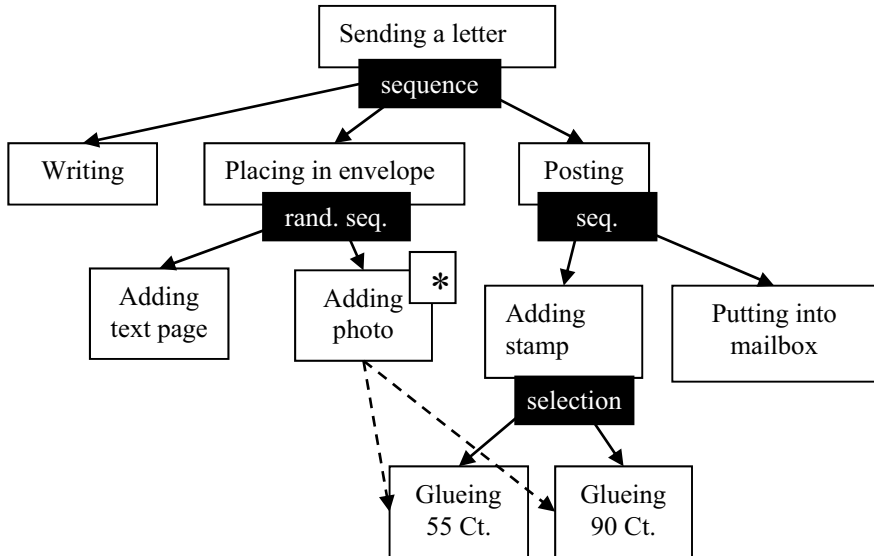 Sending a letter
sequence
Writing
Placing in envelope
Posting
rand. seq.
seq.
Adding
text page
Adding
photo
*
Adding
stamp
Putting into
mailbox
selection
Glueing
55 Ct.
Glueing
90 Ct.